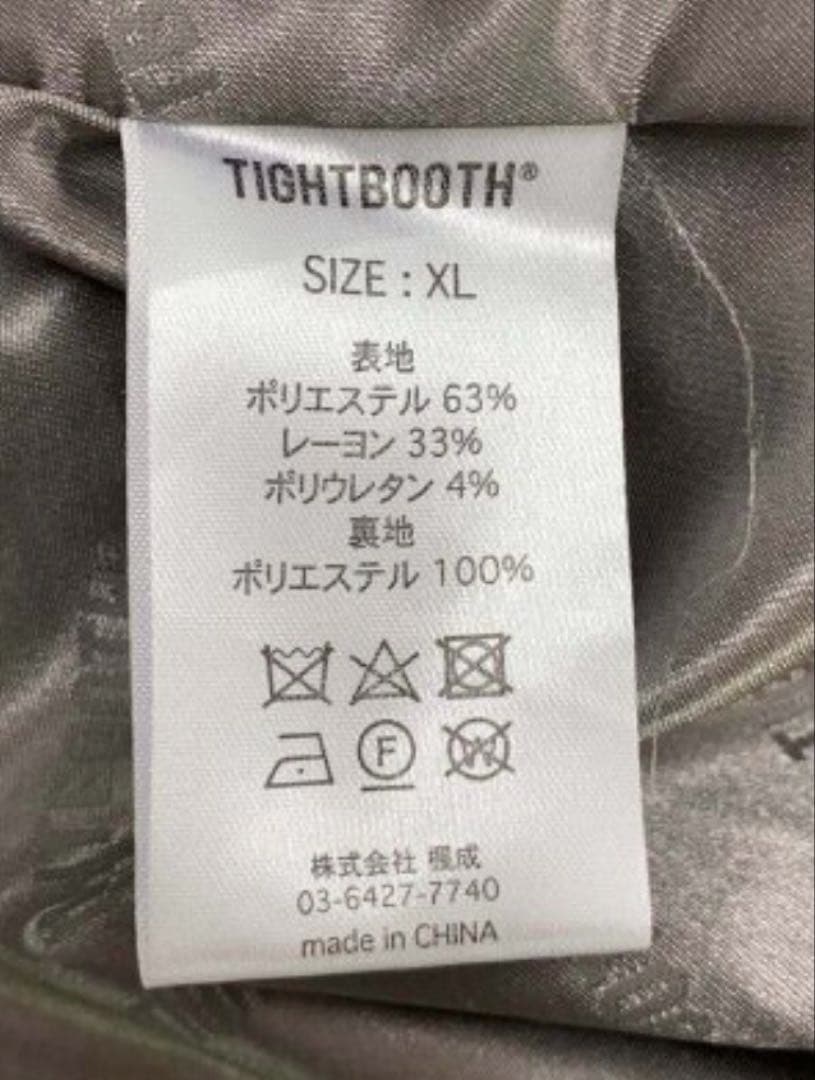 TIGHTBOOTH®
SIZE : XL
表地
ポリエステル 63%
レーヨン 33%
ポリウレタン 4%
裏地
ポリエステル 100%
F
W
株式会社 楓成
03-6427-7740
made in CHINA